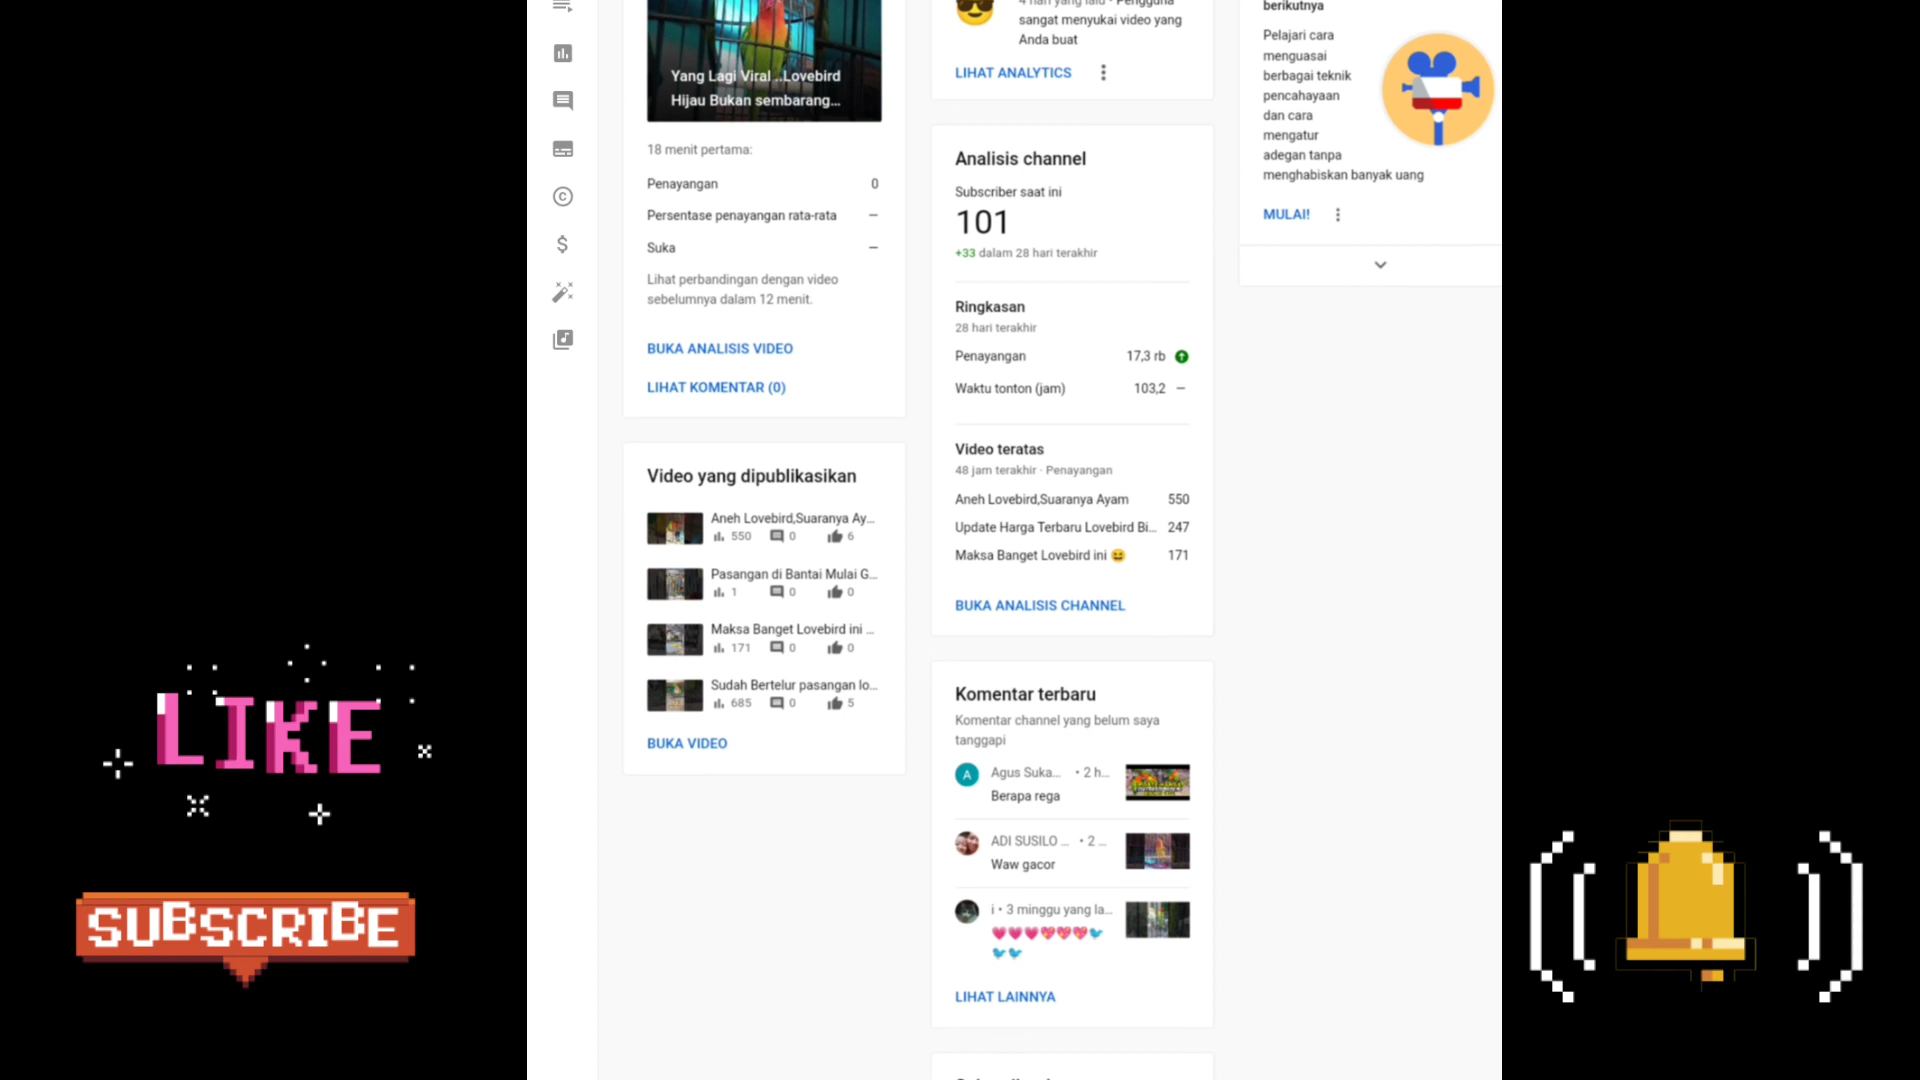 Yang Lagi Viral ..Lovebird
Hijau Bukan sembarang...
18 menit pertama:
Penayangan 0
Persentase penayangan rata-rata –
Suka –
Lihat perbandingan dengan video
sebelumnya dalam 12 menit.
BUKA ANALISIS VIDEO
LIHAT KOMENTAR (0)
Video yang dipublikasikan
Aneh Lovebird,Suaranya Ay...
550 0 6
Pasangan di Bantai Mulai G...
1 0 0
Maksa Banget Lovebird ini ...
171 0 0
Sudah Bertelur pasangan lo...
685 0 5
BUKA VIDEO
4 hari yang lalu • Pengguna
sangat menyukai video yang
Anda buat
LIHAT ANALYTICS
Analisis channel
Subscriber saat ini
101
+33 dalam 28 hari terakhir
Ringkasan
28 hari terakhir
Penayangan 17,3 rb
Waktu tonton (jam) 103,2 –
Video teratas
48 jam terakhir · Penayangan
Aneh Lovebird,Suaranya Ayam 550
Update Harga Terbaru Lovebird Bi... 247
Maksa Banget Lovebird ini 😆 171
BUKA ANALISIS CHANNEL
Komentar terbaru
Komentar channel yang belum saya
tanggapi
A
Agus Suka... • 2 h...
Berapa rega
ADI SUSILO ... • 2 ...
Waw gacor
i • 3 minggu yang la...
💗💗💗💖💖💖🐦
🐦🐦
LIHAT LAINNYA
berikutnya
Pelajari cara
menguasai
berbagai teknik
pencahayaan
dan cara
mengatur
adegan tanpa
menghabiskan banyak uang
MULAI!
LIKE
SUBSCRIBE